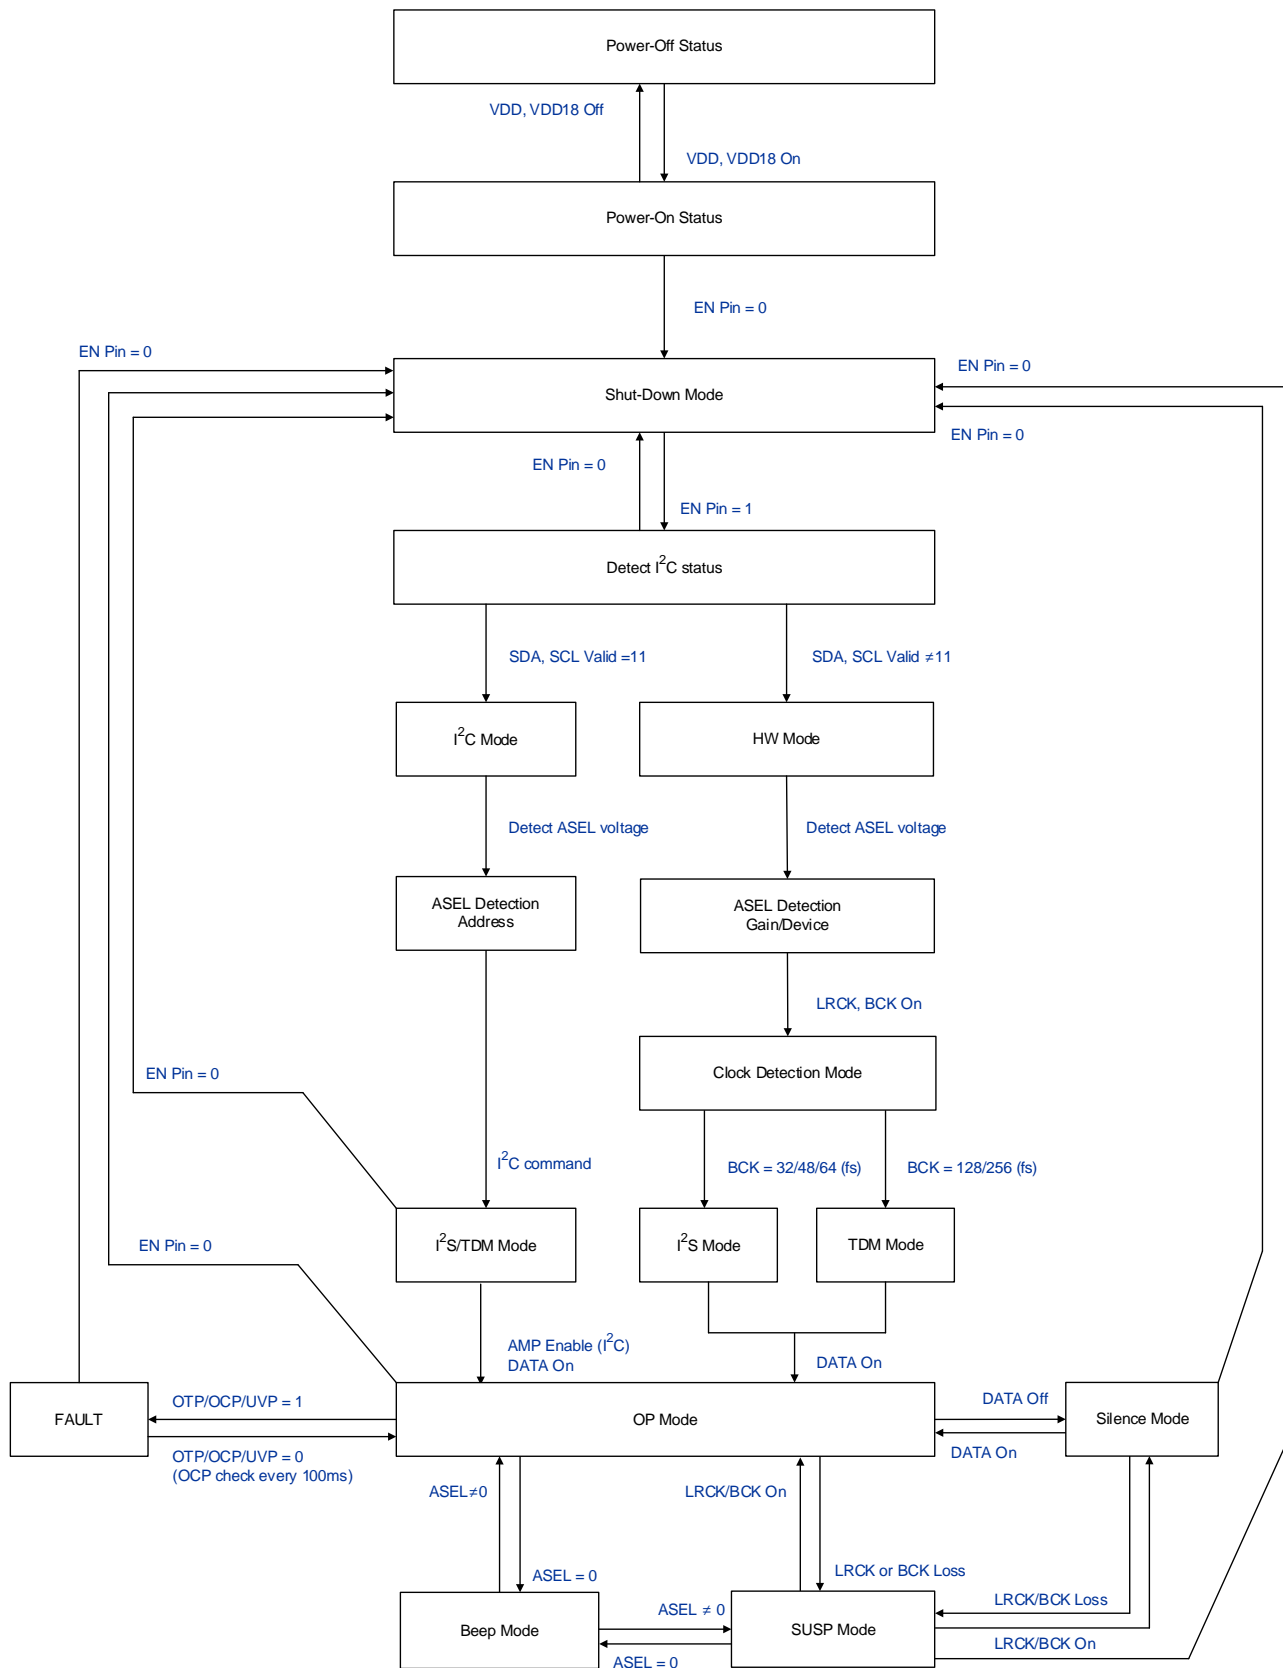 Power-Off Status
VDD, VDD18 Off
VDD, VDD18 On
Power-On Status
EN Pin = 0
EN Pin = 0
EN Pin = 0
Shut-Down Mode
EN Pin = 0
EN Pin = 0
EN Pin = 1
Detect I²C status
SDA, SCL Valid =11
SDA, SCL Valid ≠11
I²C Mode
HW Mode
Detect ASEL voltage
Detect ASEL voltage
ASEL Detection
Address
ASEL Detection
Gain/Device
LRCK, BCK On
EN Pin = 0
Clock Detection Mode
I²C command
BCK = 32/48/64 (fs)
BCK = 128/256 (fs)
EN Pin = 0
I²S/TDM Mode
I²S Mode
TDM Mode
AMP Enable (I²C)
DATA On
DATA On
FAULT
OTP/OCP/UVP = 1
OP Mode
DATA Off
Silence Mode
OTP/OCP/UVP = 0
(OCP check every 100ms)
DATA On
ASEL≠0
LRCK/BCK On
ASEL = 0
LRCK or BCK Loss
LRCK/BCK Loss
Beep Mode
ASEL ≠ 0
SUSP Mode
LRCK/BCK On
ASEL = 0